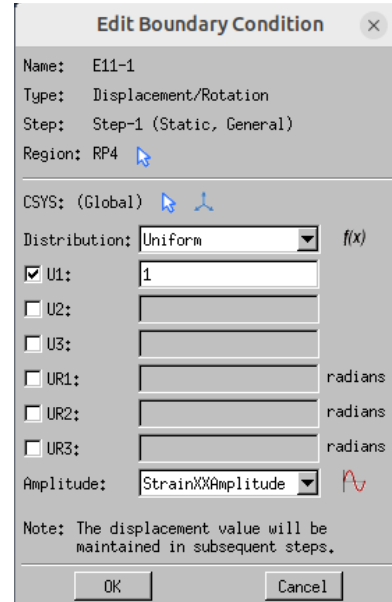 Edit Boundary Condition
Name: E11-1
Type: Displacement/Rotation
Step: Step-1 (Static, General)
Region: RP4
CSYS: (Global)
Distribution: Uniform f(x)
U1: 1
U2:
U3:
UR1: radians
UR2: radians
UR3: radians
Amplitude: StrainXXAmplitude
Note: The displacement value will be
maintained in subsequent steps.
OK Cancel